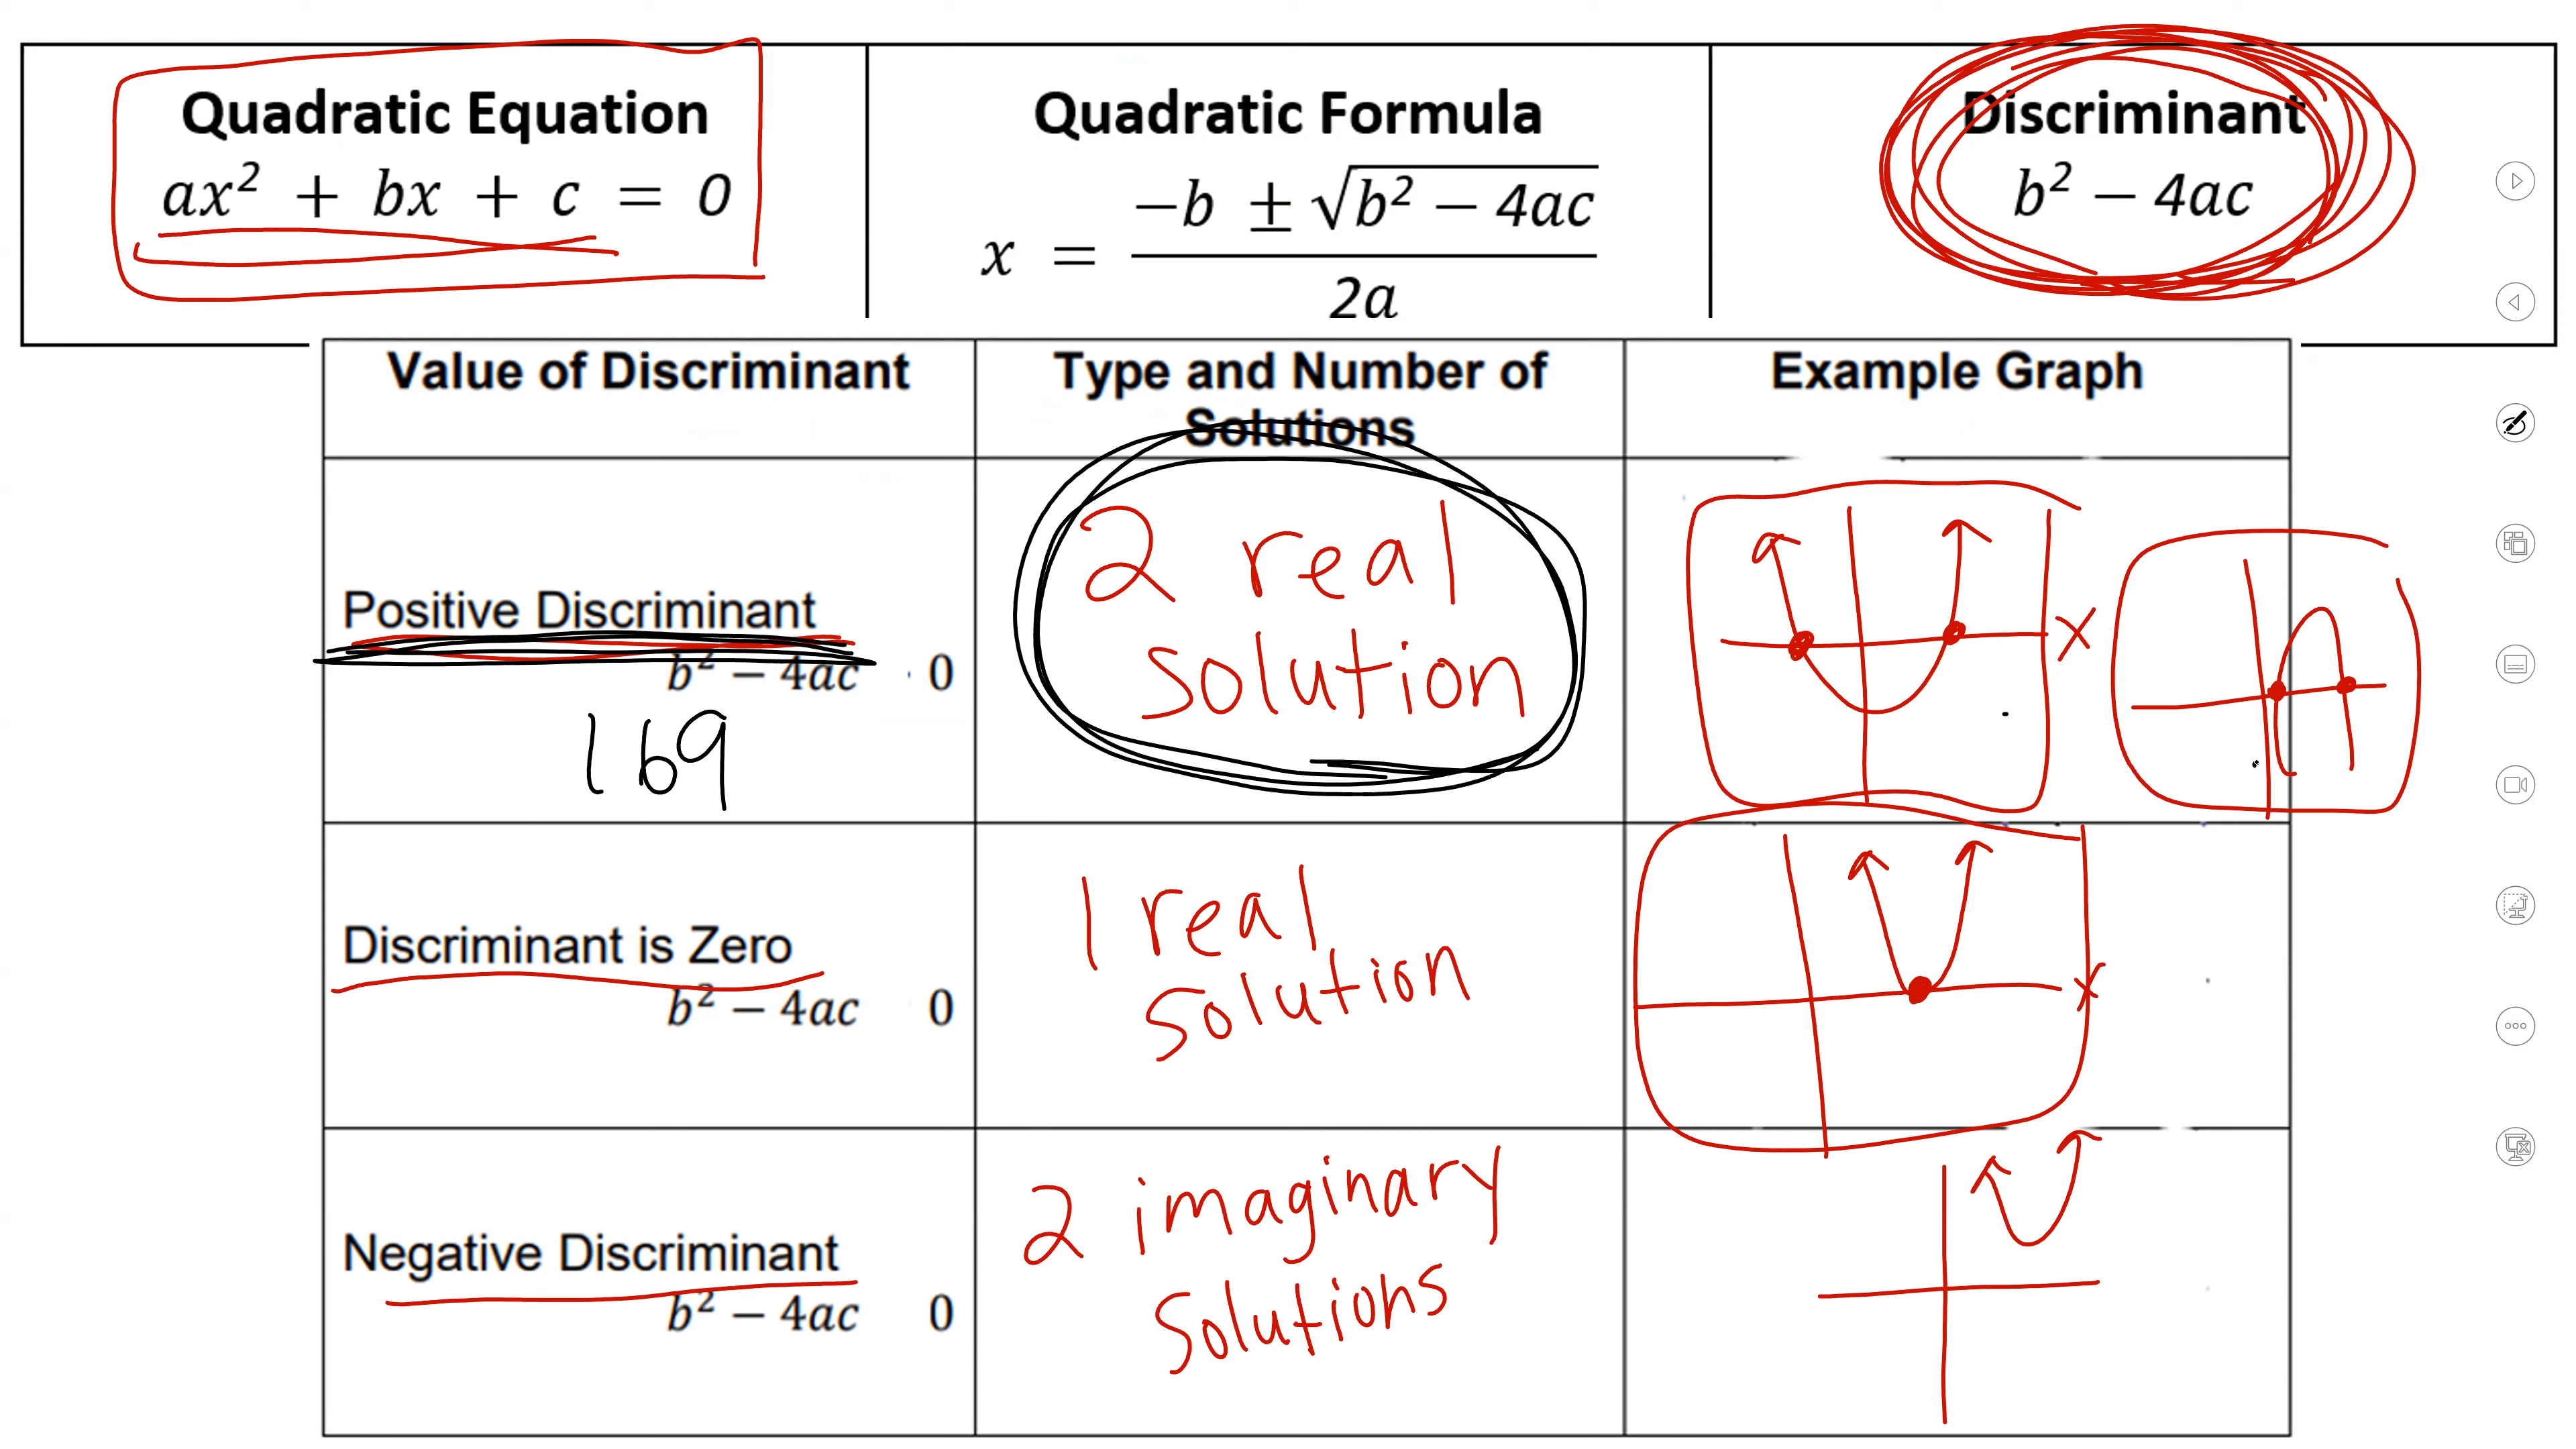 Quadratic Equation
ax² + bx + c = 0
Quadratic Formula
x = −b ± √b² − 4ac
2a
Discriminant
b² − 4ac
Value of Discriminant
Type and Number of
Solutions
Example Graph
Positive Discriminant
b² − 4ac 0
169
2 real
solution
x
Discriminant is Zero
b² − 4ac 0
1 real
solution
x
Negative Discriminant
b² − 4ac 0
2 imaginary
solutions